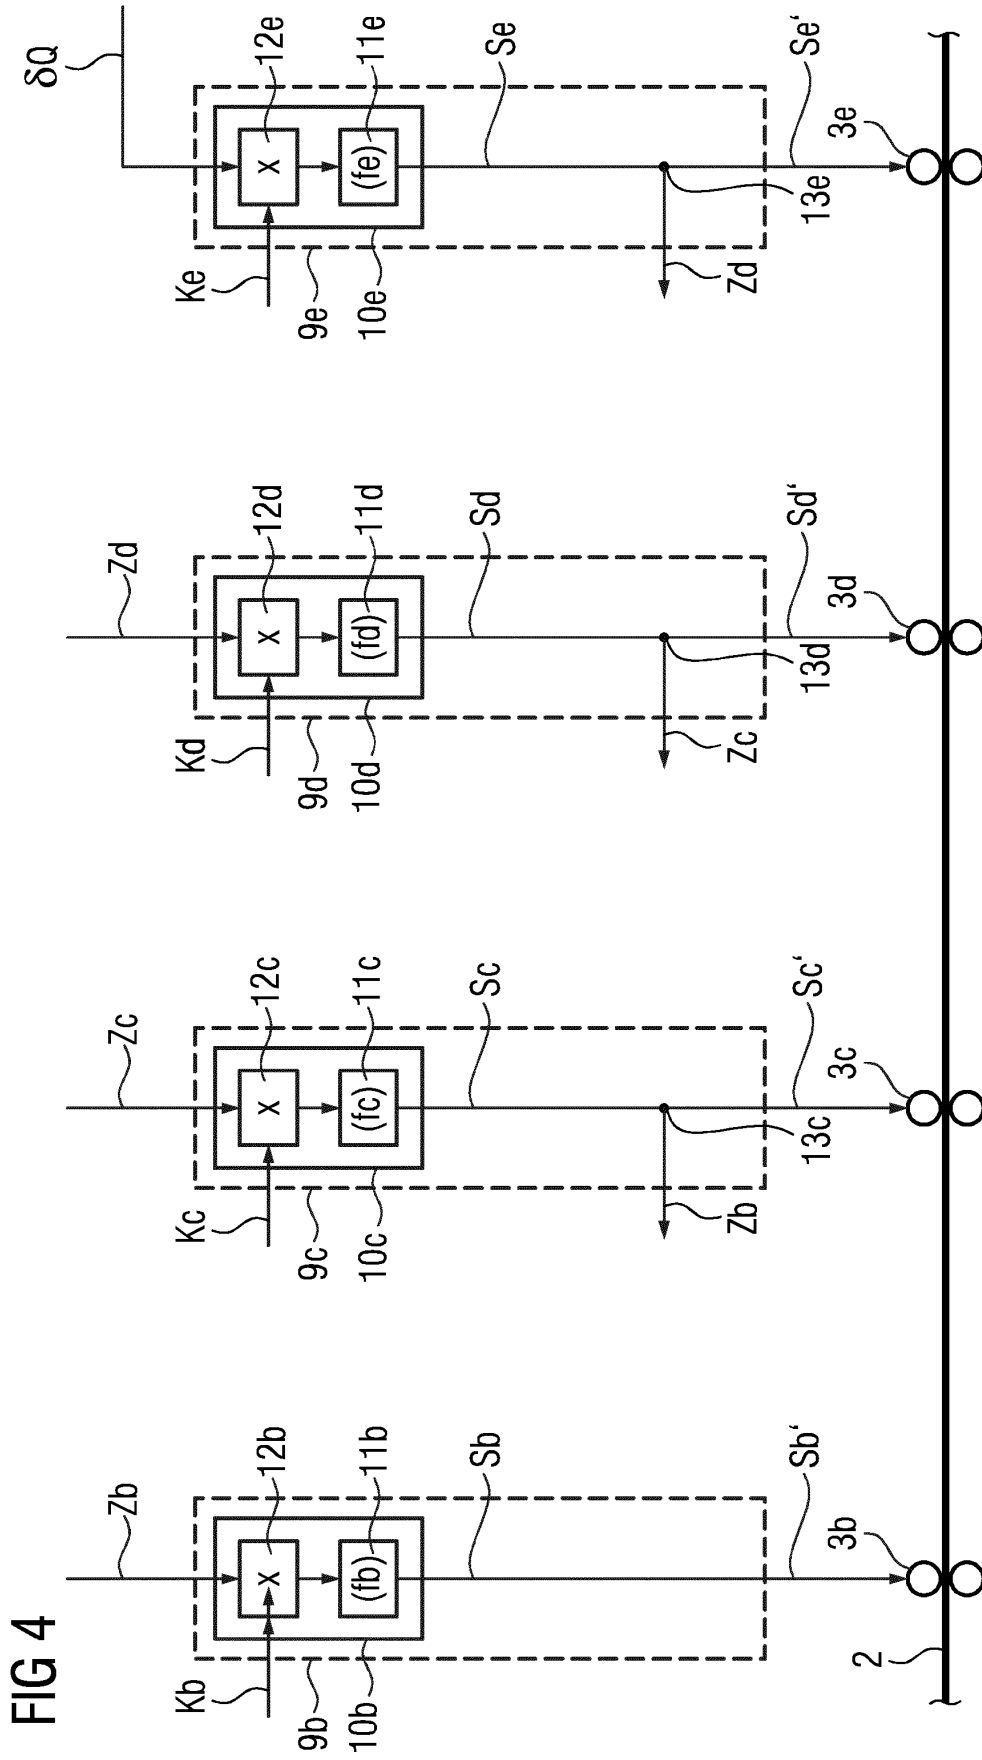 FIG 4
Zb
Zc
Zd
δQ
Kb
X
12b
Kc
X
12c
Kd
X
12d
Ke
X
12e
9b
10b
(fb)
11b
9c
10c
(fc)
11c
9d
10d
(fd)
11d
9e
10e
(fe)
11e
Sb
Sc
Sd
Se
Zb
13c
Zc
13d
Zd
13e
Sb‘
Sc‘
Sd‘
Se‘
2
3b
3c
3d
3e